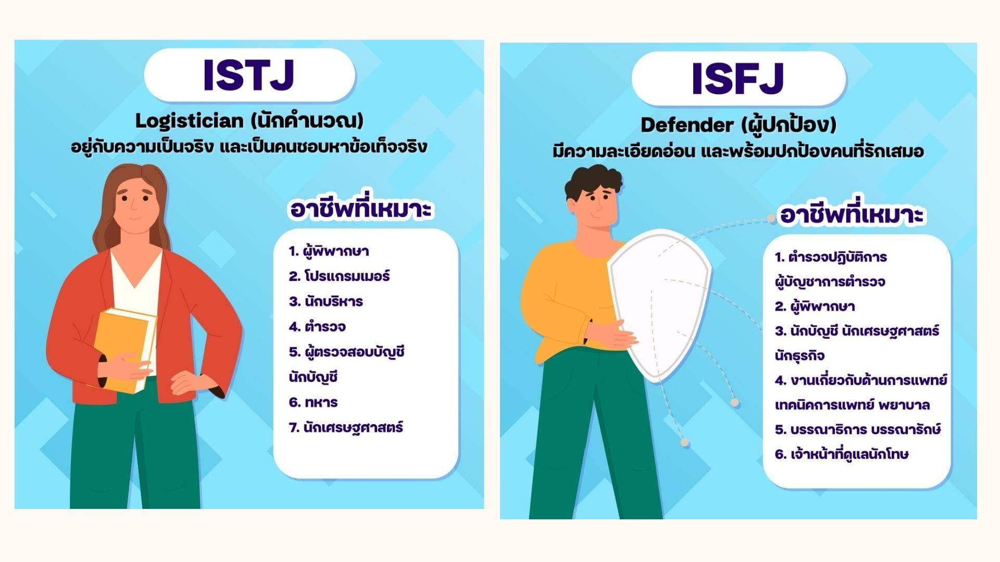 ISTJ
Logistician (นักคำนวณ)
อยู่กับความเป็นจริง และเป็นคนชอบหาข้อเท็จจริง
อาชีพที่เหมาะ
1. ผู้พิพากษา
2. โปรแกรมเมอร์
3. นักบริหาร
4. ตำรวจ
5. ผู้ตรวจสอบบัญชี
นักบัญชี
6. ทหาร
7. นักเศรษฐศาสตร์
ISFJ
Defender (ผู้ปกป้อง)
มีความละเอียดอ่อน และพร้อมปกป้องคนที่รักเสมอ
อาชีพที่เหมาะ
1. ตำรวจปฏิบัติการ
ผู้บัญชาการตำรวจ
2. ผู้พิพากษา
3. นักบัญชี นักเศรษฐศาสตร์
นักธุรกิจ
4. งานเกี่ยวกับด้านการแพทย์
เทคนิคการแพทย์ พยาบาล
5. บรรณาธิการ บรรณารักษ์
6. เจ้าหน้าที่ดูแลนักโทษ